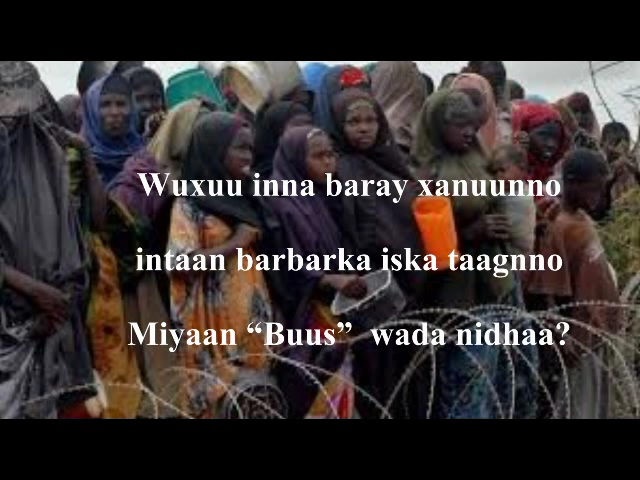 Wuxuu inna baray xanuunno
intaan barbarka iska taagnno
Miyaan “Buus” wada nidhaa?